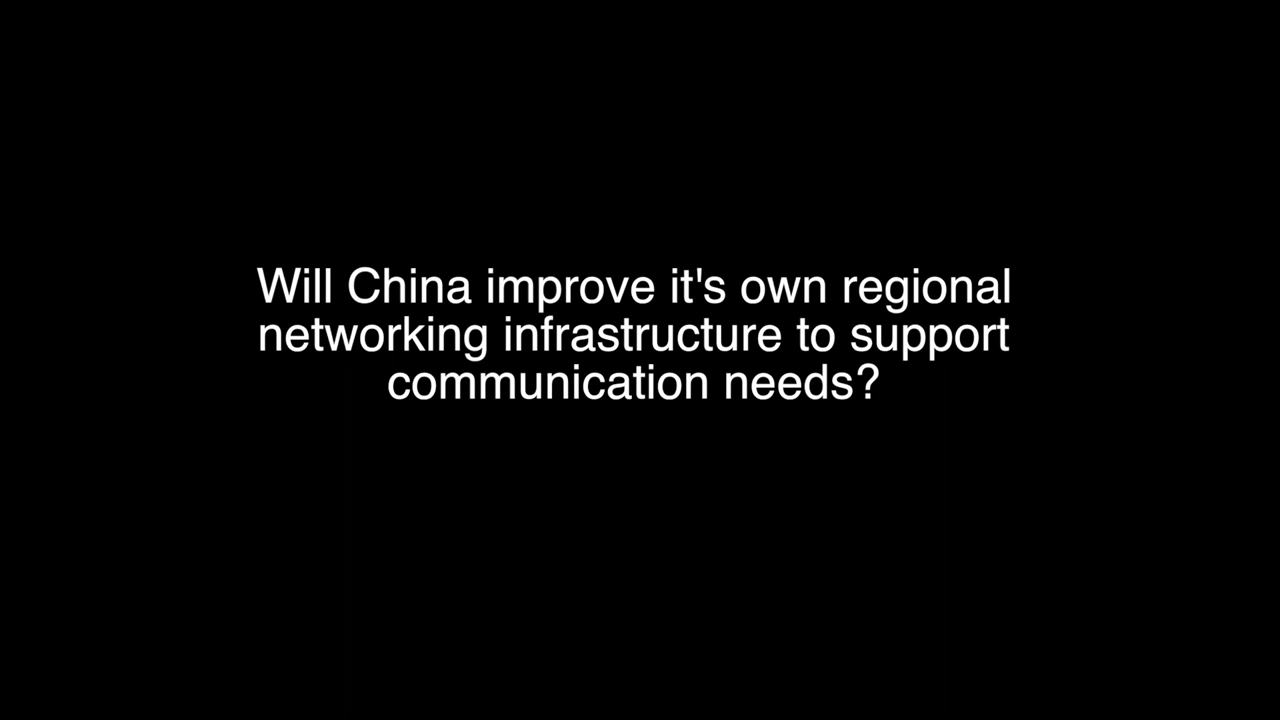 Will China improve it's own regional
networking infrastructure to support
communication needs?